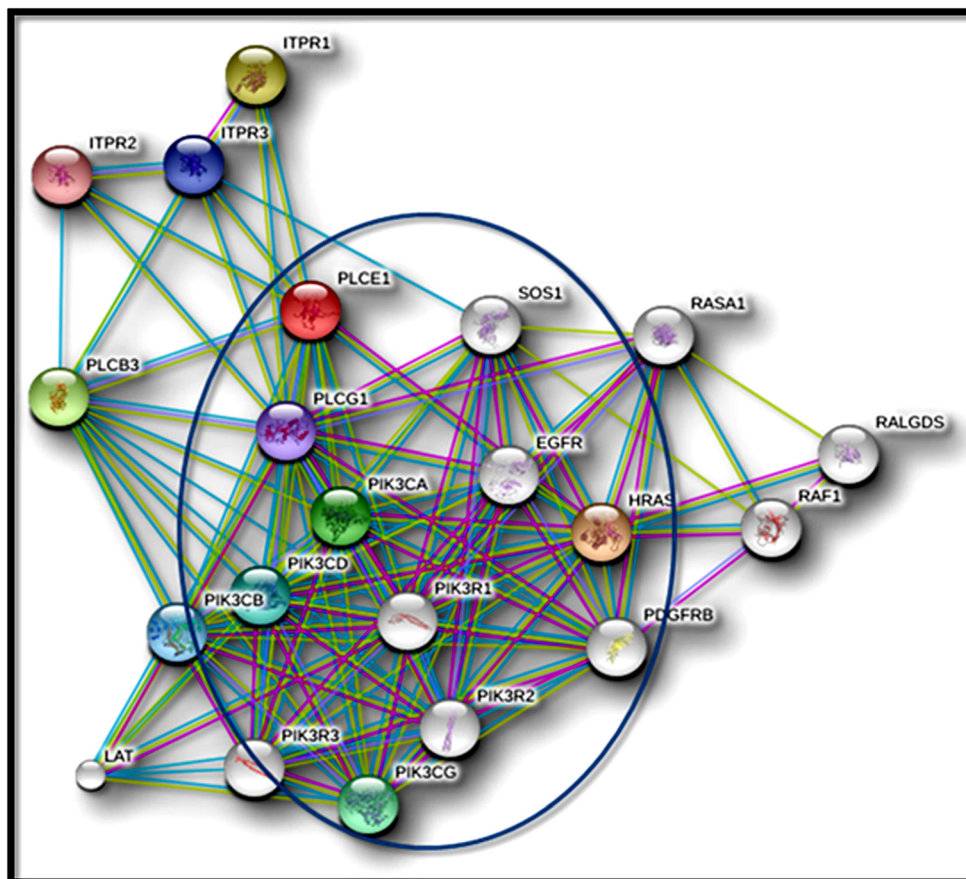 ITPR1
ITPR3
ITPR2
PLCE1
SOS1
RASA1
PLCB3
PLCG1
RALGDS
EGFR
PIK3CA
RAF1
HRAS
PIK3CD
PIK3R1
PIK3CB
PDGFRB
PIK3R2
PIK3R3
LAT
PIK3CG